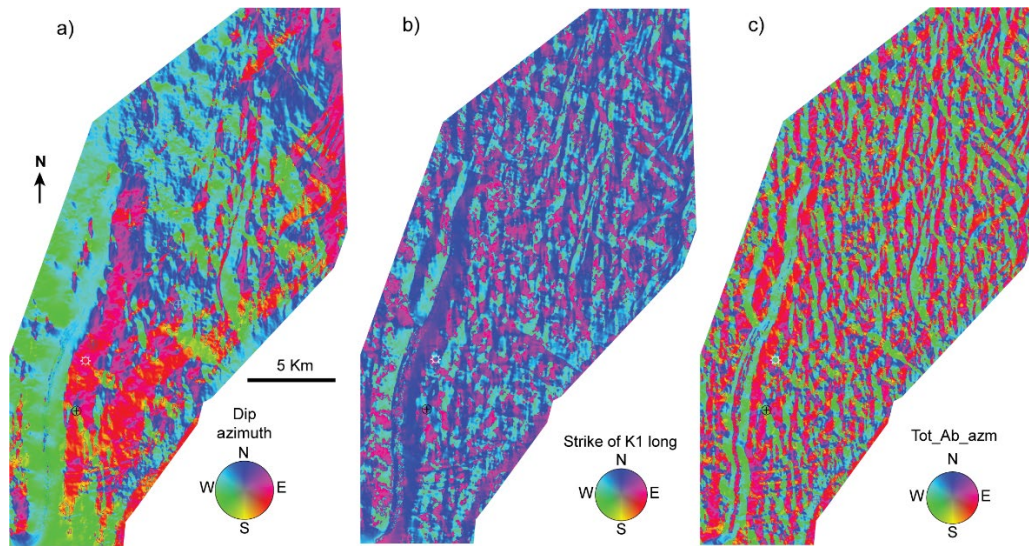 a)
b)
c)
N
5 Km
Dip
azimuth
N
W E
S
Strike of K1 long
N
W E
S
Tot_Ab_azm
N
W E
S